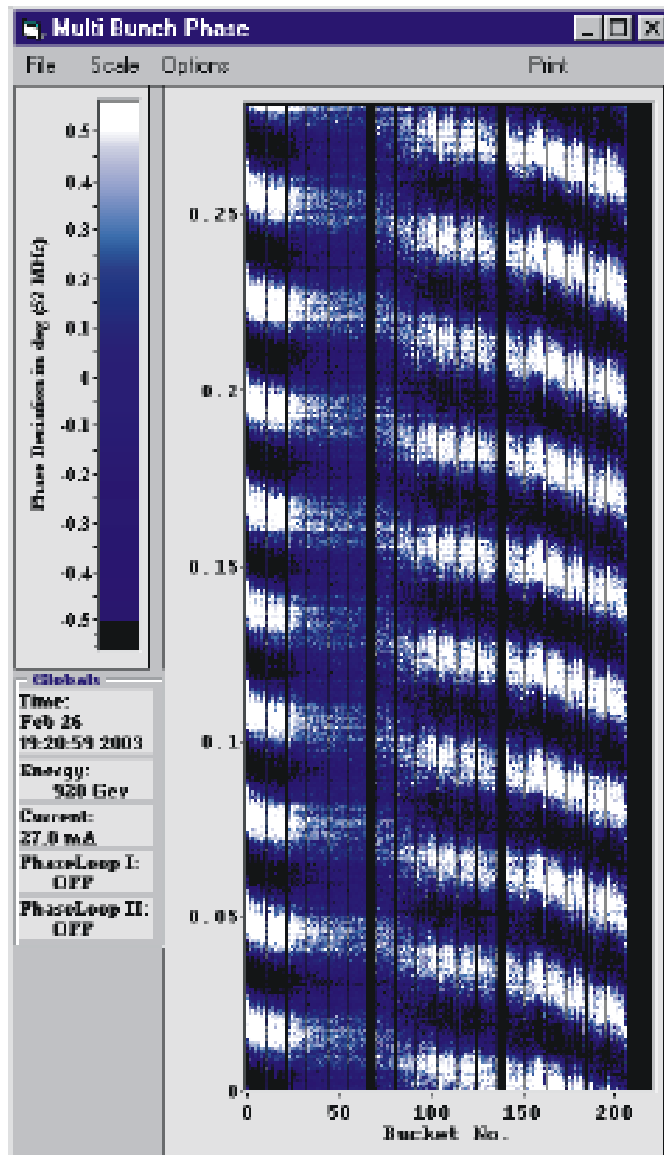 Multi Bunch Phase
File Scale Options Print
Phase Deviation in deg (52 MHz)
0.5
0.4
0.3
0.2
0.1
0
-0.1
-0.2
-0.3
-0.4
-0.5
0.25
0.2
0.15
0.1
0.05
0
0 50 100 150 200
Bucket No.
Globals
Time:
Feb 26
19:20:59 2003
Energy:
920 Gev
Current:
27.0 mA
PhaseLoop I:
OFF
PhaseLoop II:
OFF